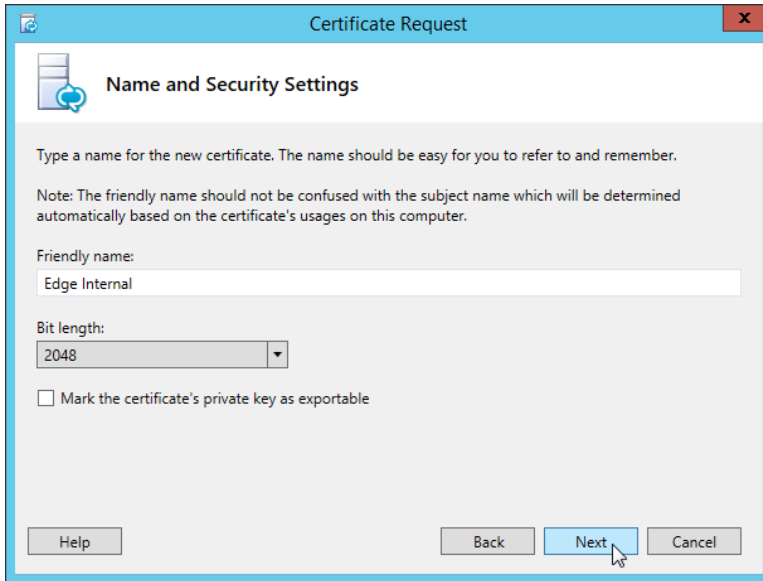 Certificate Request
x
Name and Security Settings
Type a name for the new certificate. The name should be easy for you to refer to and remember.
Note: The friendly name should not be confused with the subject name which will be determined
automatically based on the certificate's usages on this computer.
Friendly name:
Edge Internal
Bit length:
2048
Mark the certificate's private key as exportable
Help
Back
Next
Cancel